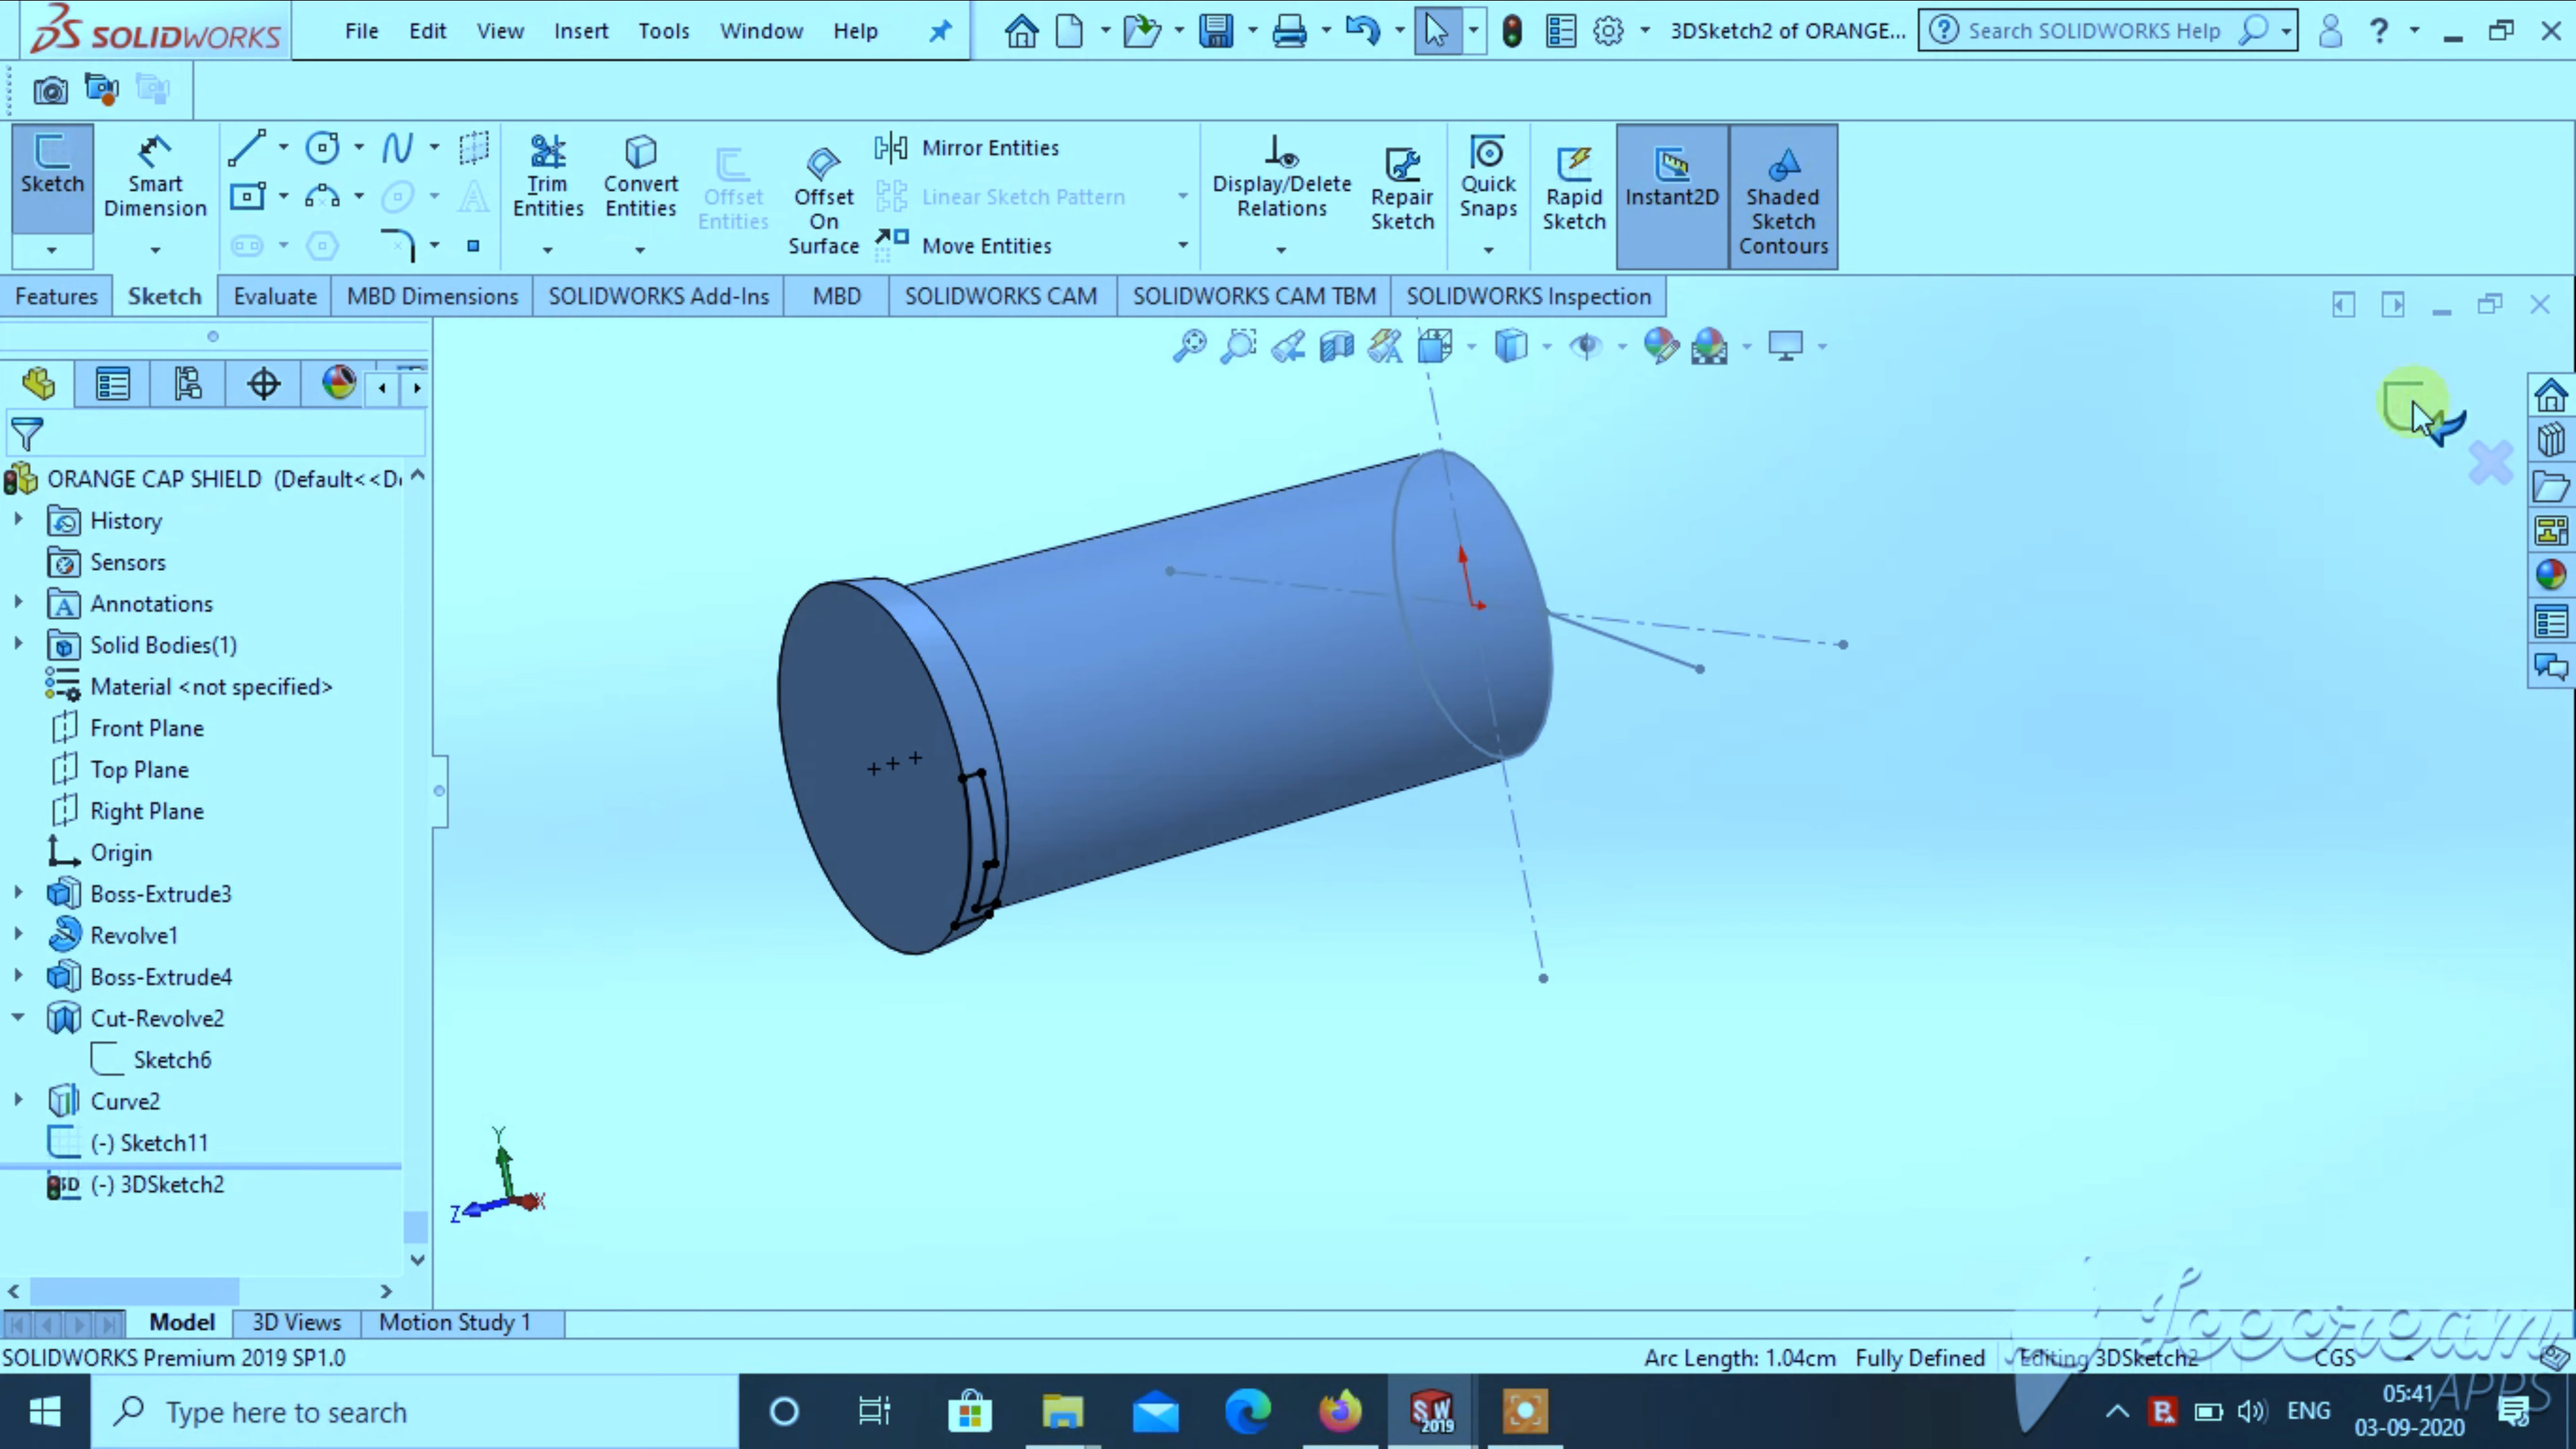 SOLIDWORKS File Edit View Insert Tools Window Help 3DSketch2 of ORANGE... Search SOLIDWORKS Help ?
Sketch
Smart Dimension
Trim Entities
Convert Entities
Offset Entities
Offset On Surface
Mirror Entities
Linear Sketch Pattern
Move Entities
Display/Delete Relations
Repair Sketch
Quick Snaps
Rapid Sketch
Instant2D
Shaded Sketch Contours
Features Sketch Evaluate MBD Dimensions SOLIDWORKS Add-Ins MBD SOLIDWORKS CAM SOLIDWORKS CAM TBM SOLIDWORKS Inspection
ORANGE CAP SHIELD (Default<<D
History
Sensors
Annotations
Solid Bodies(1)
Material <not specified>
Front Plane
Top Plane
Right Plane
Origin
Boss-Extrude3
Revolve1
Boss-Extrude4
Cut-Revolve2
Sketch6
Curve2
(-) Sketch11
(-) 3DSketch2
Y
Z
X
Model 3D Views Motion Study 1
SOLIDWORKS Premium 2019 SP1.0 Arc Length: 1.04cm Fully Defined Editing 3DSketch2 CGS
APPS
Type here to search
SW 2019
ENG
05:41
03-09-2020